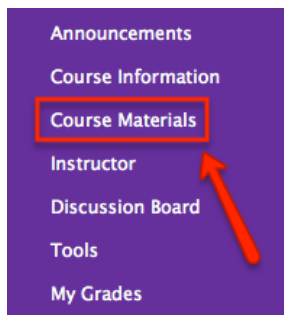 Announcements
Course Information
Course Materials
Instructor
Discussion Board
Tools
My Grades